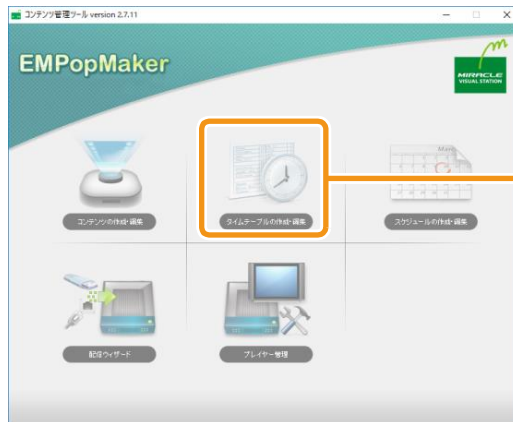 コンテンツ管理ツール version 2.7.11
EMPopMaker
MIRACLE
VISUAL STATION
コンテンツの作成・編集
タイムテーブルの作成・編集
スケジュールの作成・編集
配信ウィザード
プレイヤー管理